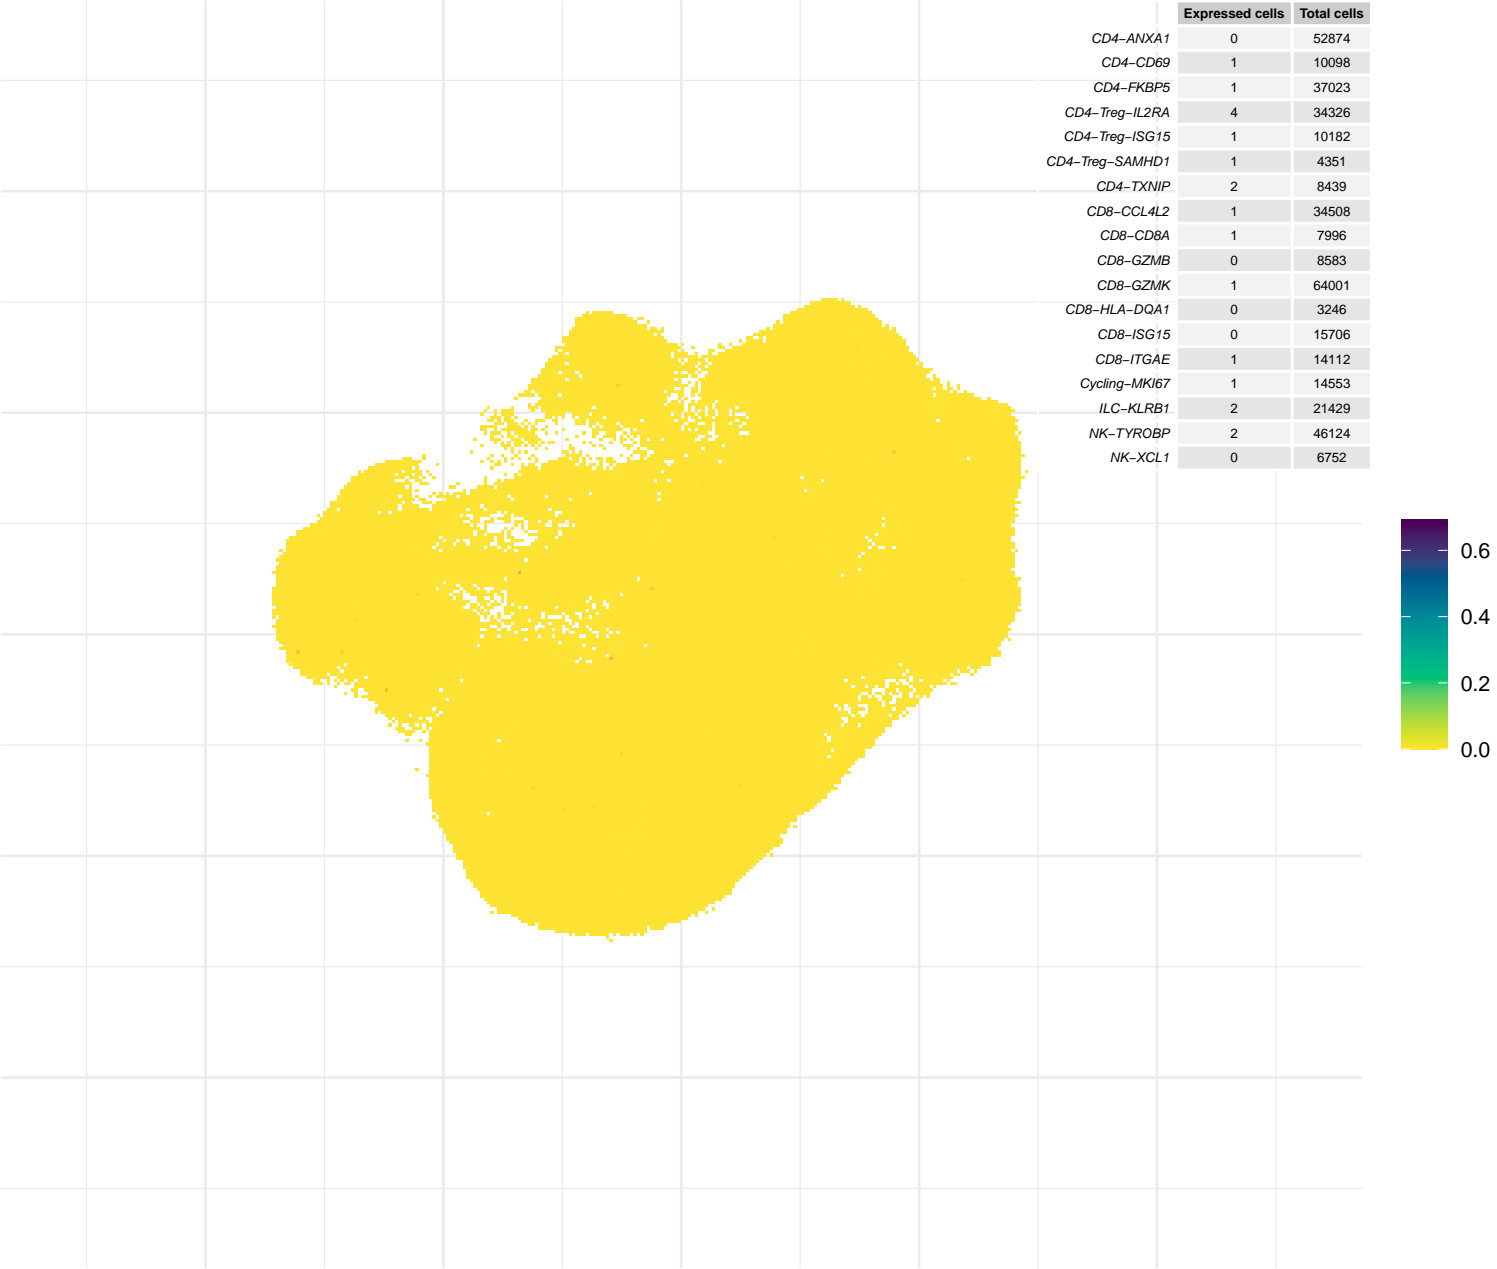 Expressed cells Total cells
CD4−ANXA1 0 52874
CD4−CD69 1 10098
CD4−FKBP5 1 37023
CD4−Treg−IL2RA 4 34326
CD4−Treg−ISG15 1 10182
CD4−Treg−SAMHD1 1 4351
CD4−TXNIP 2 8439
CD8−CCL4L2 1 34508
CD8−CD8A 1 7996
CD8−GZMB 0 8583
CD8−GZMK 1 64001
CD8−HLA−DQA1 0 3246
CD8−ISG15 0 15706
CD8−ITGAE 1 14112
Cycling−MKI67 1 14553
ILC−KLRB1 2 21429
NK−TYROBP 2 46124
NK−XCL1 0 6752
0.6
0.4
0.2
0.0